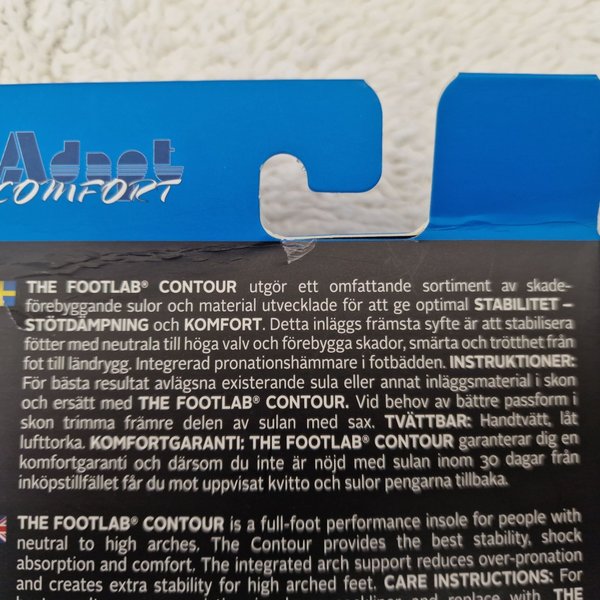 Adnet
COMFORT
THE FOOTLAB® CONTOUR utgör ett omfattande sortiment av skade-
förebyggande sulor och material utvecklade för att ge optimal STABILITET –
STÖTDÄMPNING och KOMFORT. Detta inläggs främsta syfte är att stabilisera
fötter med neutrala till höga valv och förebygga skador, smärta och trötthet från
fot till ländrygg. Integrerad pronationshämmare i fotbädden. INSTRUKTIONER:
För bästa resultat avlägsna existerande sula eller annat inläggsmaterial i skon
och ersätt med THE FOOTLAB® CONTOUR. Vid behov av bättre passform i
skon trimma främre delen av sulan med sax. TVÄTTBAR: Handtvätt, låt
lufttorka. KOMFORTGARANTI: THE FOOTLAB® CONTOUR garanterar dig en
komfortgaranti och därsom du inte är nöjd med sulan inom 30 dagar från
inköpstillfället får du mot uppvisat kvitto och sulor pengarna tillbaka.
THE FOOTLAB® CONTOUR is a full-foot performance insole for people with
neutral to high arches. The Contour provides the best stability, shock
absorption and comfort. The integrated arch support reduces over-pronation
and creates extra stability for high arched feet. CARE INSTRUCTIONS: For
and replace with THE